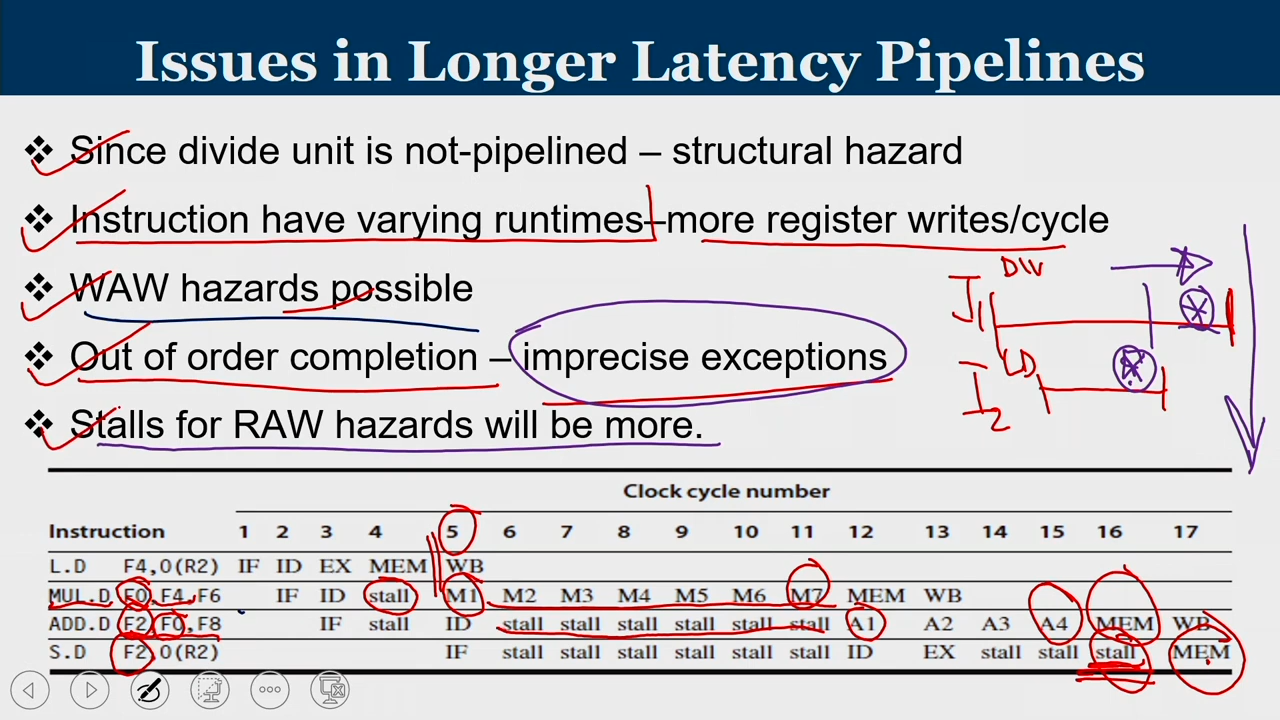 Issues in Longer Latency Pipelines
❖ Since divide unit is not-pipelined – structural hazard
❖ Instruction have varying runtimes–more register writes/cycle
❖ WAW hazards possible
❖ Out of order completion – imprecise exceptions
❖ Stalls for RAW hazards will be more.
DIV
I1
LD
I2
Clock cycle number
Instruction 1 2 3 4 5 6 7 8 9 10 11 12 13 14 15 16 17
L.D F4,0(R2) IF ID EX MEM WB
MUL.D F0,F4,F6 IF ID stall M1 M2 M3 M4 M5 M6 M7 MEM WB
ADD.D F2,F0,F8 IF stall ID stall stall stall stall stall stall A1 A2 A3 A4 MEM WB
S.D F2,0(R2) IF stall stall stall stall stall stall ID EX stall stall stall MEM